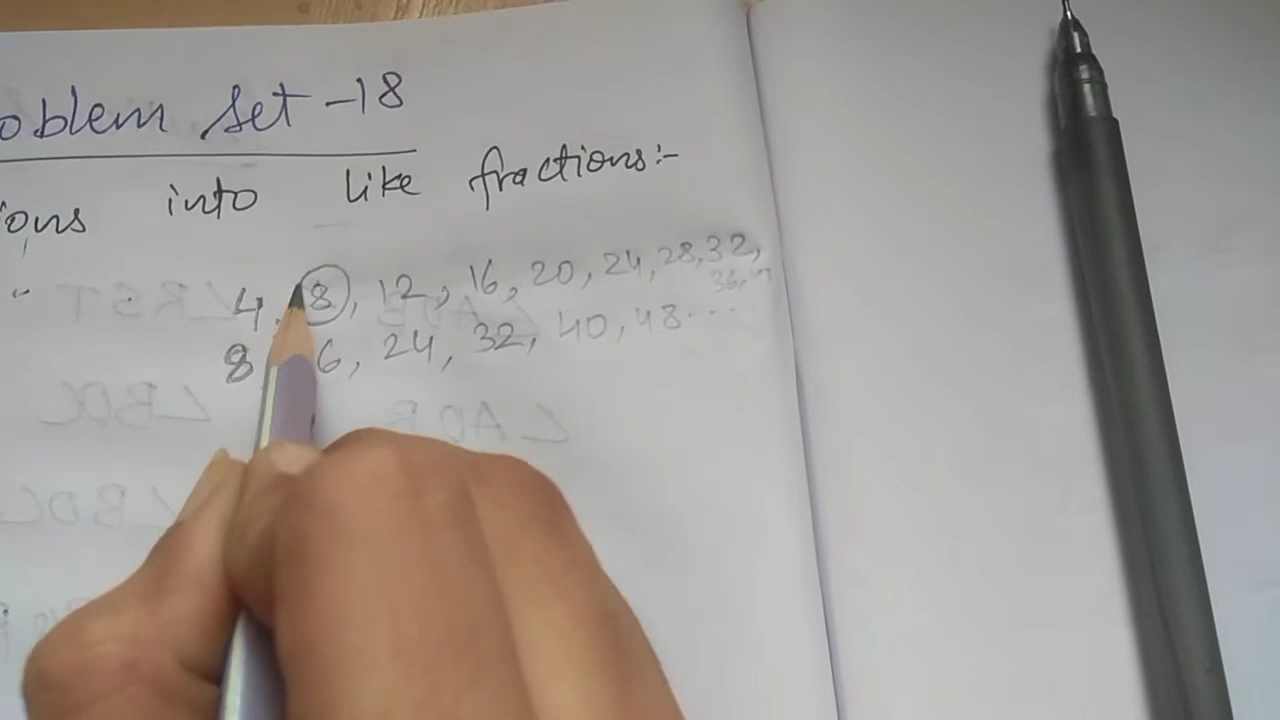 oblem set -18
ions into like fractions:-
4, 8, 12, 16, 20, 24, 28, 32,
36, ...
8 6, 24, 32, 40, 48...